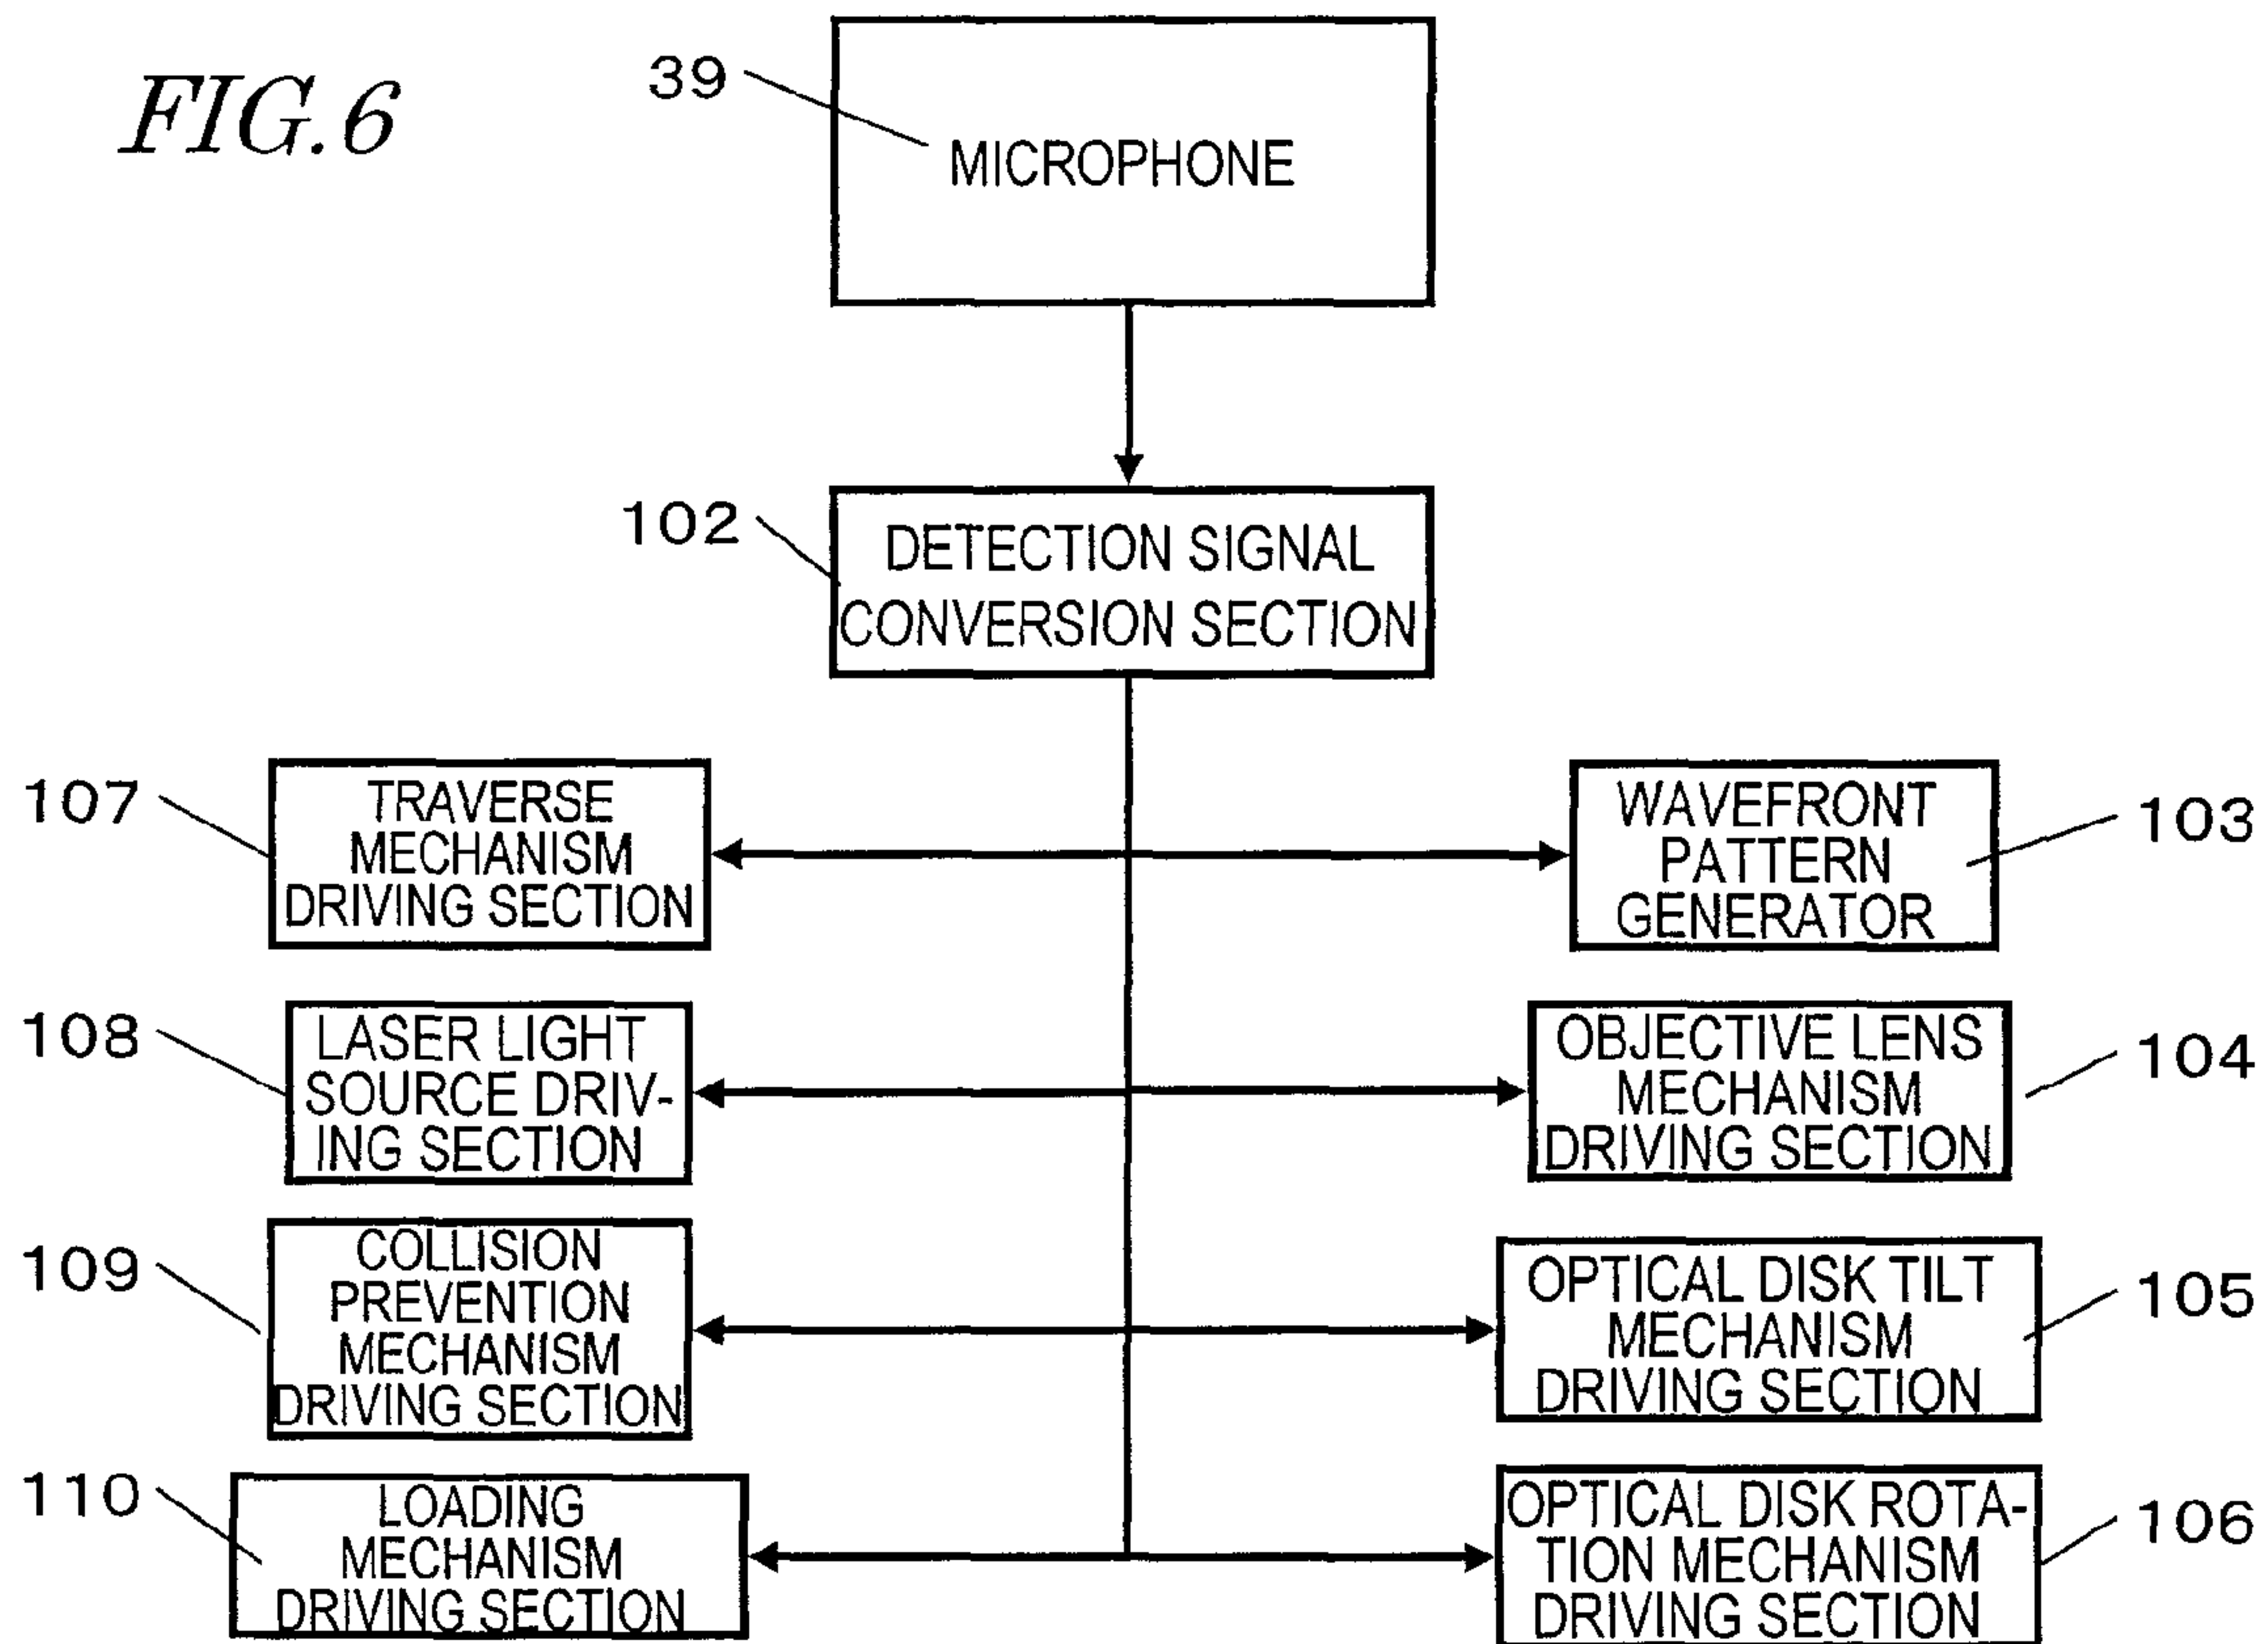 FIG.6
39
MICROPHONE
102
DETECTION SIGNAL
CONVERSION SECTION
107
TRAVERSE
MECHANISM
DRIVING SECTION
WAVEFRONT
PATTERN
GENERATOR
103
108
LASER LIGHT
SOURCE DRIV-
ING SECTION
OBJECTIVE LENS
MECHANISM
DRIVING SECTION
104
109
COLLISION
PREVENTION
MECHANISM
DRIVING SECTION
OPTICAL DISK TILT
MECHANISM
DRIVING SECTION
105
110
LOADING
MECHANISM
DRIVING SECTION
OPTICAL DISK ROTA-
TION MECHANISM
DRIVING SECTION
106